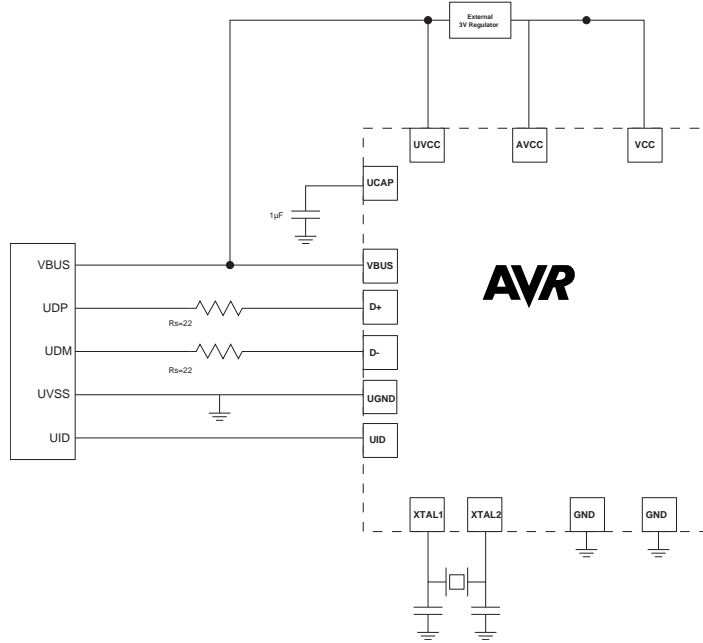 External
3V Regulator
UVCC
AVCC
VCC
UCAP
1µF
VBUS
VBUS
UDP
Rs=22
D+
UDM
Rs=22
D-
UVSS
UGND
UID
UID
AVR
XTAL1
XTAL2
GND
GND